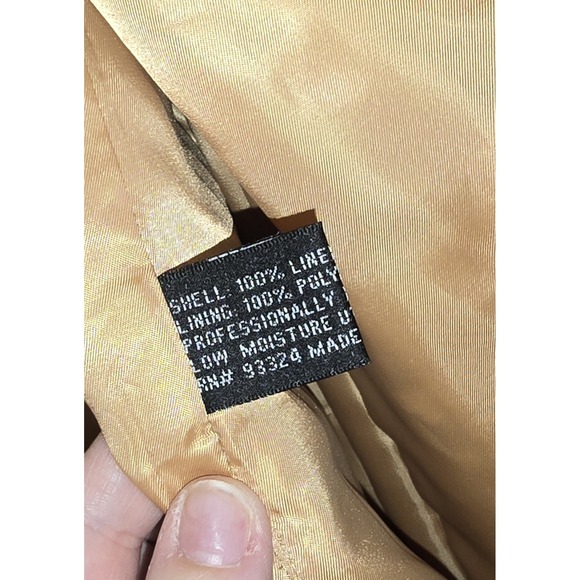 SHELL: 100% LINE
LINING: 100% POLY
PROFESSIONALLY
LOW MOISTURE U
RN# 93324 MADE